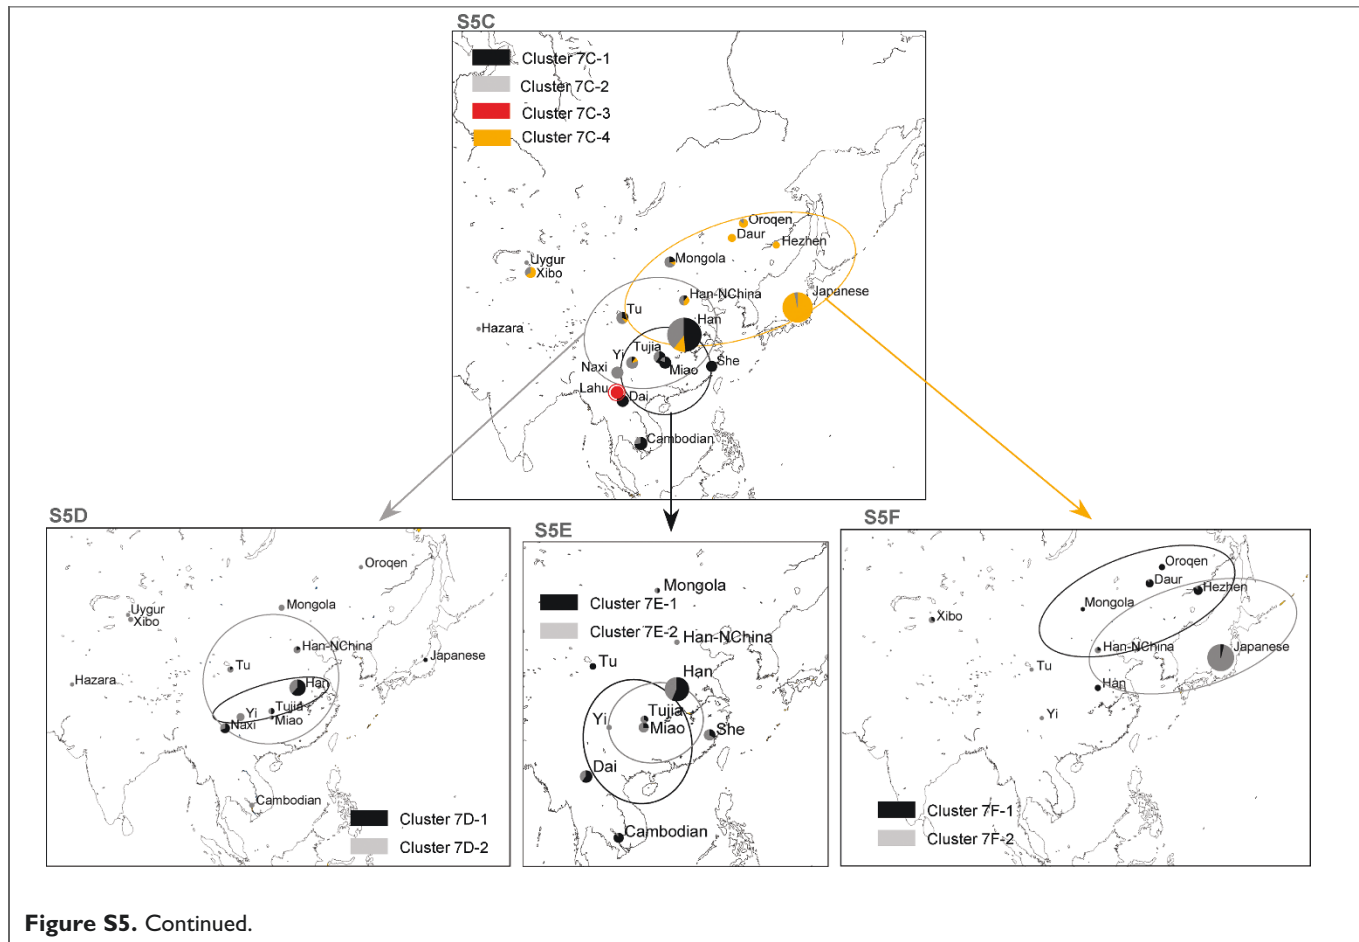 S5C
Cluster 7C-1
Cluster 7C-2
Cluster 7C-3
Cluster 7C-4
Oroqen
Daur
Hezhen
Mongola
Uygur
Xibo
Han-NChina
Japanese
Tu
Han
Hazara
Tujia
Yi
She
Naxi
Miao
Lahu
Dai
Cambodian
S5D
Oroqen
Mongola
Uygur
Xibo
Han-NChina
Tu
Japanese
Hazara
Han
Yi
Tujia
Naxi
Miao
Cambodian
Cluster 7D-1
Cluster 7D-2
S5E
Mongola
Cluster 7E-1
Cluster 7E-2
Han-NChina
Tu
Han
Tujia
Yi
Miao
She
Dai
Cambodian
S5F
Oroqen
Daur
Hezhen
Mongola
Xibo
Han-NChina
Japanese
Tu
Han
Yi
Cluster 7F-1
Cluster 7F-2
Figure S5. Continued.